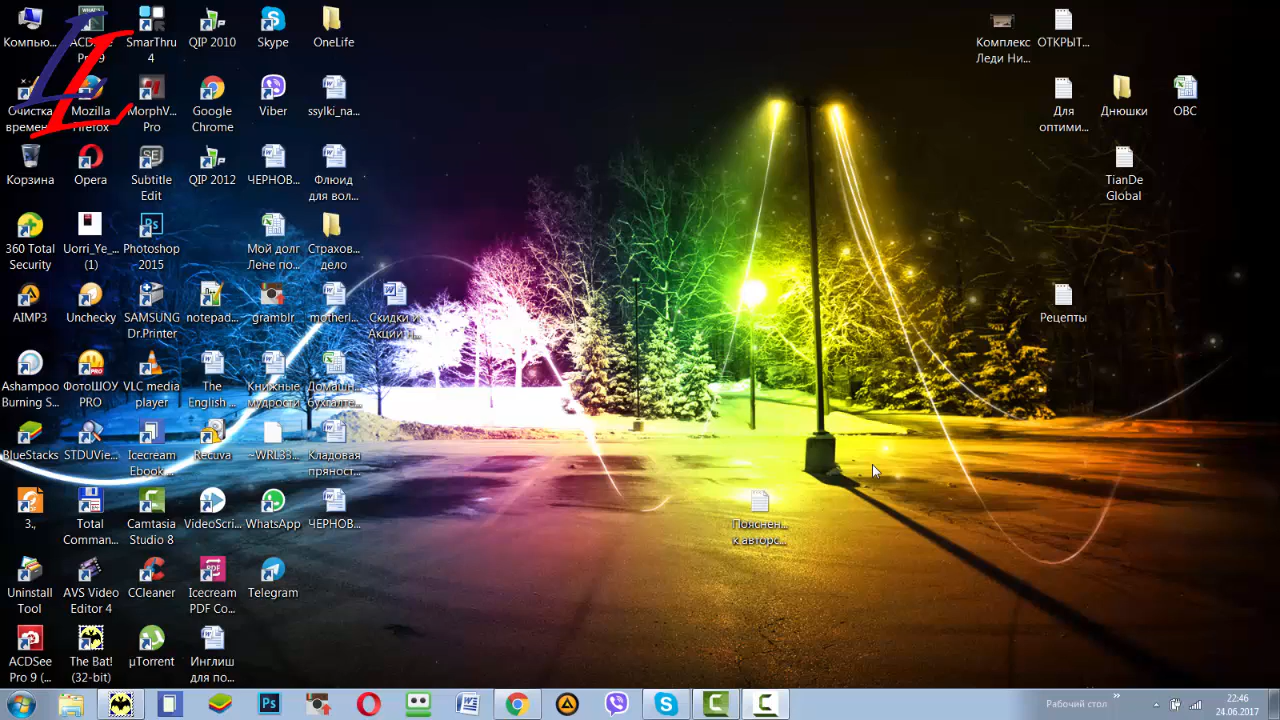 Компью...
Pro 9
SmarThru
4
QIP 2010
Skype
OneLife
Комплекс
Леди Ни...
ОТКРЫТ...
Очистка
времен
Mozilla
Firefox
MorphV...
Pro
Google
Chrome
Viber
ssylki_na...
Для
оптими...
Днюшки
ОВС
Корзина
Opera
Subtitle
Edit
QIP 2012
ЧЕРНОВ...
Флюид
для вол...
TianDe
Global
360 Total
Security
Uorri_Ye_...
(1)
Photoshop
2015
Мой долг
Лене по...
Страхов...
дело
AIMP3
Unchecky
SAMSUNG
Dr.Printer
notepad...
gramblr
motherl...
Скидки и
Акции н...
Рецепты
Ashampoo
Burning S...
ФотоШОУ
PRO
VLC media
player
The
English ...
Книжные
мудрости
Домашн...
бухгалте...
BlueStacks
STDUVie...
Icecream
Ebook ...
Recuva
~WRL33...
Кладовая
пряност...
3.,
Total
Comman...
Camtasia
Studio 8
VideoScri...
WhatsApp
ЧЕРНОВ...
Пояснен...
к авторс...
Uninstall
Tool
AVS Video
Editor 4
CCleaner
Icecream
PDF Co...
Telegram
ACDSee
Pro 9 (...
The Bat!
(32-bit)
µTorrent
Инглиш
для по...
Рабочий стол
22:46
24.06.2017